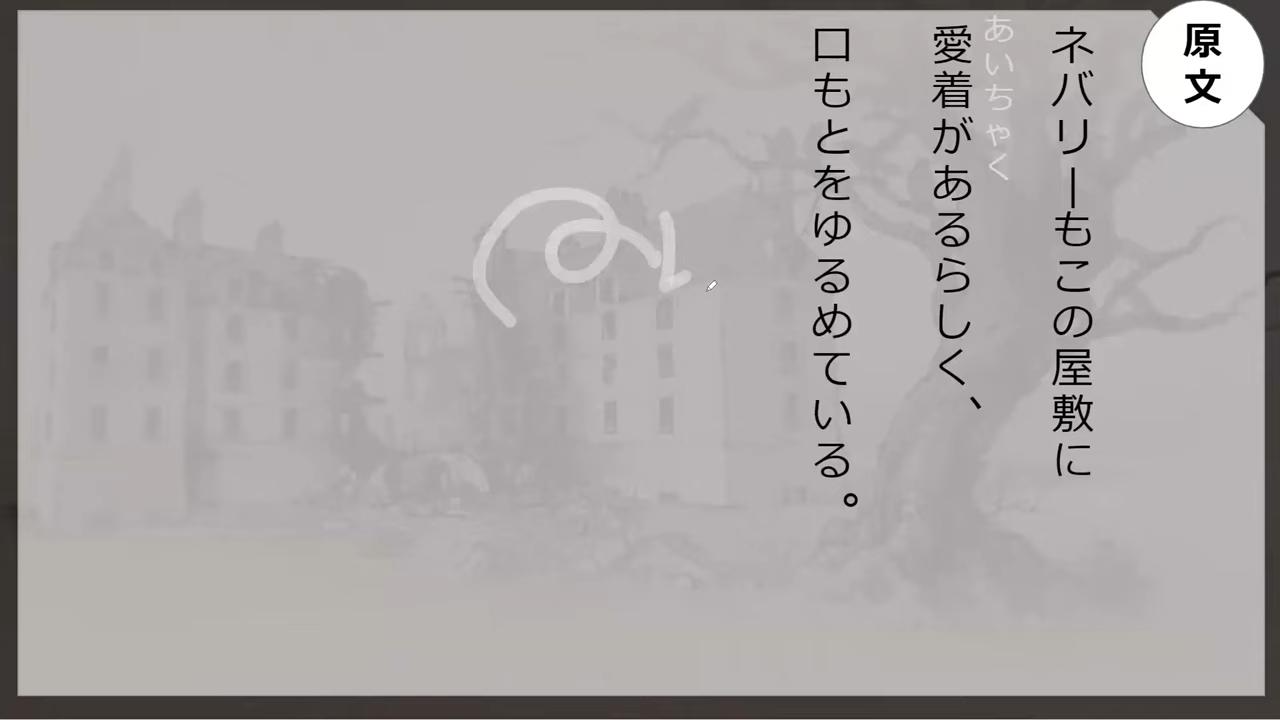 原文
ネバリーもこの屋敷に
あいちゃく
愛着があるらしく、
口もとをゆるめている。